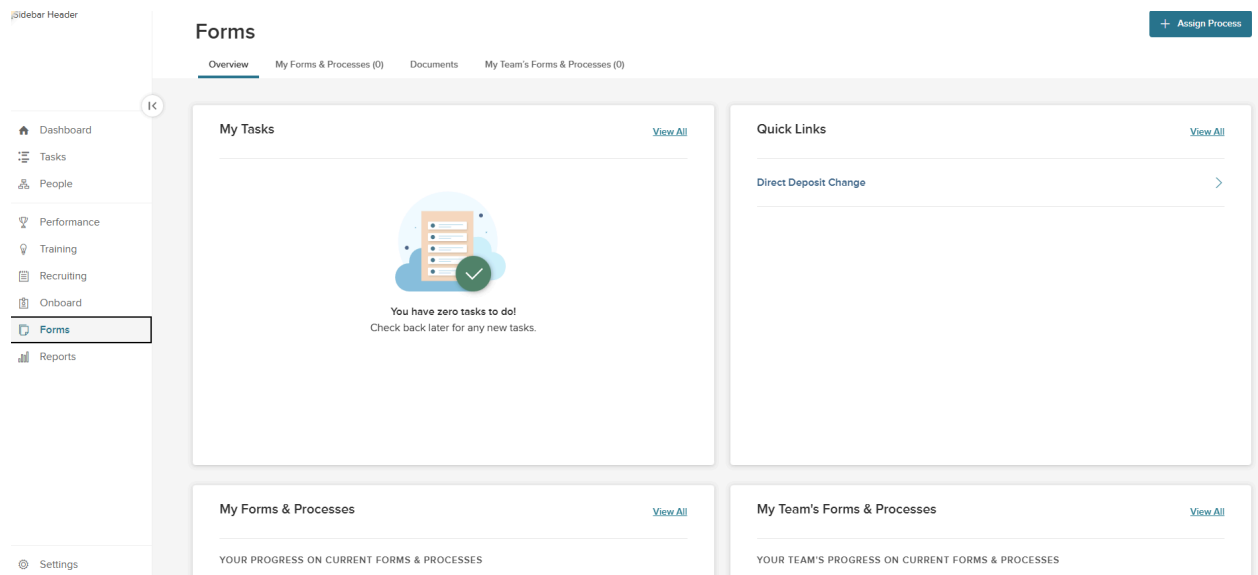 Sidebar Header
Forms
+ Assign Process
Overview
My Forms & Processes (0)
Documents
My Team's Forms & Processes (0)
Dashboard
Tasks
People
Performance
Training
Recruiting
Onboard
Forms
Reports
Settings
My Tasks
View All
You have zero tasks to do!
Check back later for any new tasks.
Quick Links
View All
Direct Deposit Change
My Forms & Processes
View All
YOUR PROGRESS ON CURRENT FORMS & PROCESSES
My Team's Forms & Processes
View All
YOUR TEAM'S PROGRESS ON CURRENT FORMS & PROCESSES